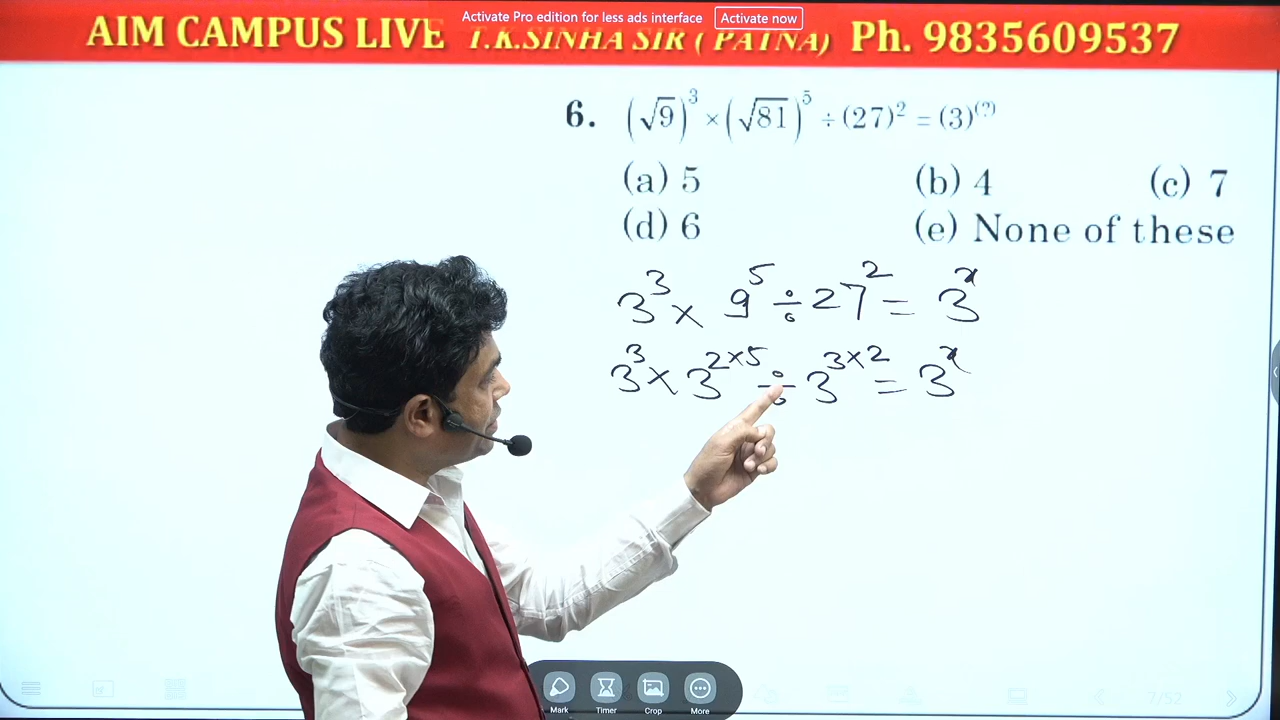 Activate Pro edition for less ads interface Activate now
AIM CAMPUS LIVE T.K.SINHA SIR ( PATNA) Ph. 9835609537
6. (√9)³ × (√81)⁵ ÷ (27)² = (3)⁽?⁾
(a) 5 (b) 4 (c) 7
(d) 6 (e) None of these
3³ × 9⁵ ÷ 27² = 3ˣ
3³ × 3²ˣ⁵ ÷ 3³ˣ² = 3ˣ
Mark Timer Crop More
7/52